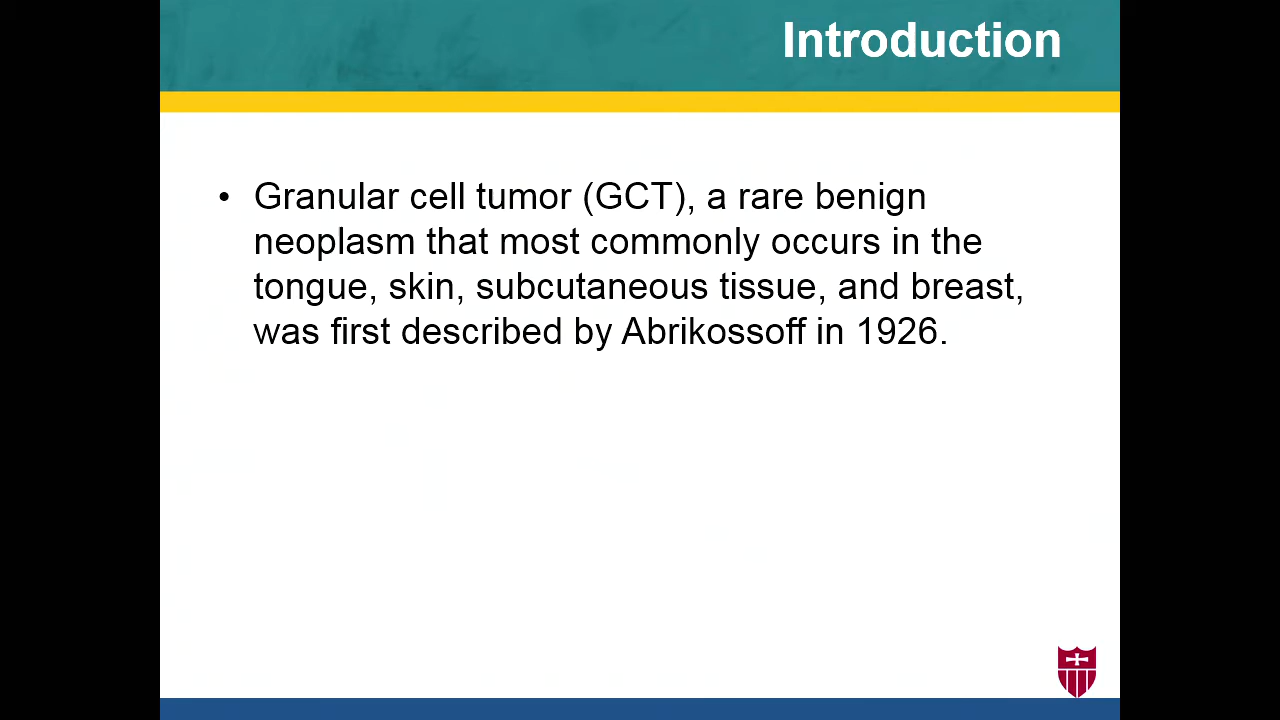 Introduction
• Granular cell tumor (GCT), a rare benign
neoplasm that most commonly occurs in the
tongue, skin, subcutaneous tissue, and breast,
was first described by Abrikossoff in 1926.